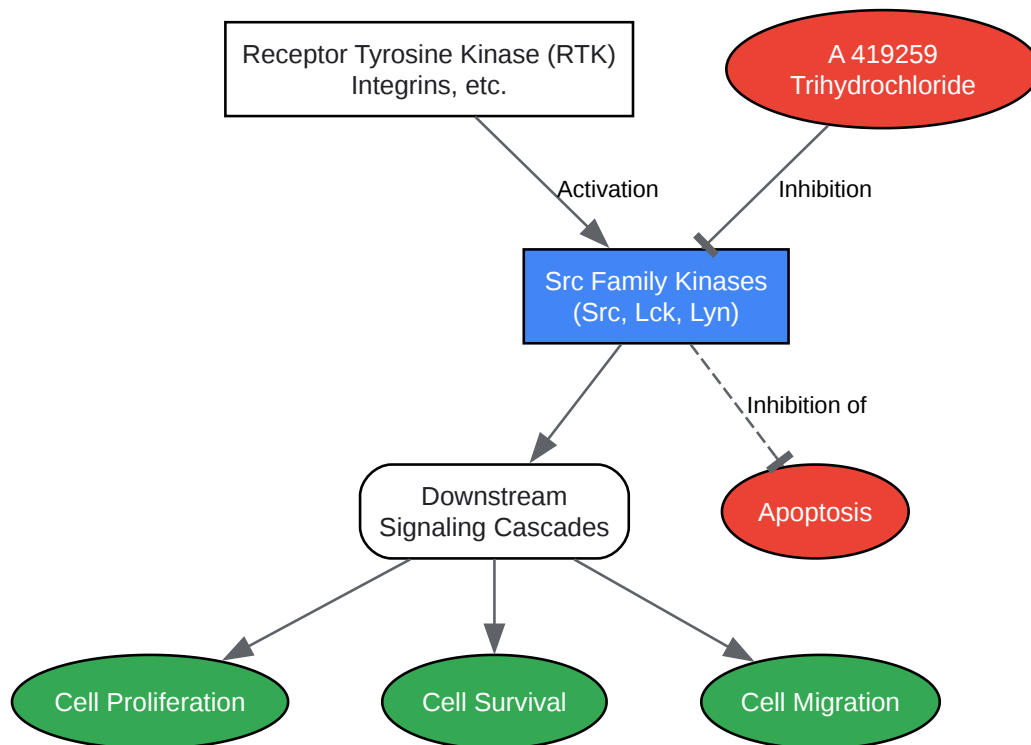 Receptor Tyrosine Kinase (RTK)
Integrins, etc.
A 419259
Trihydrochloride
Activation
Inhibition
Src Family Kinases
(Src, Lck, Lyn)
Inhibition of
Downstream
Signaling Cascades
Apoptosis
Cell Proliferation
Cell Survival
Cell Migration